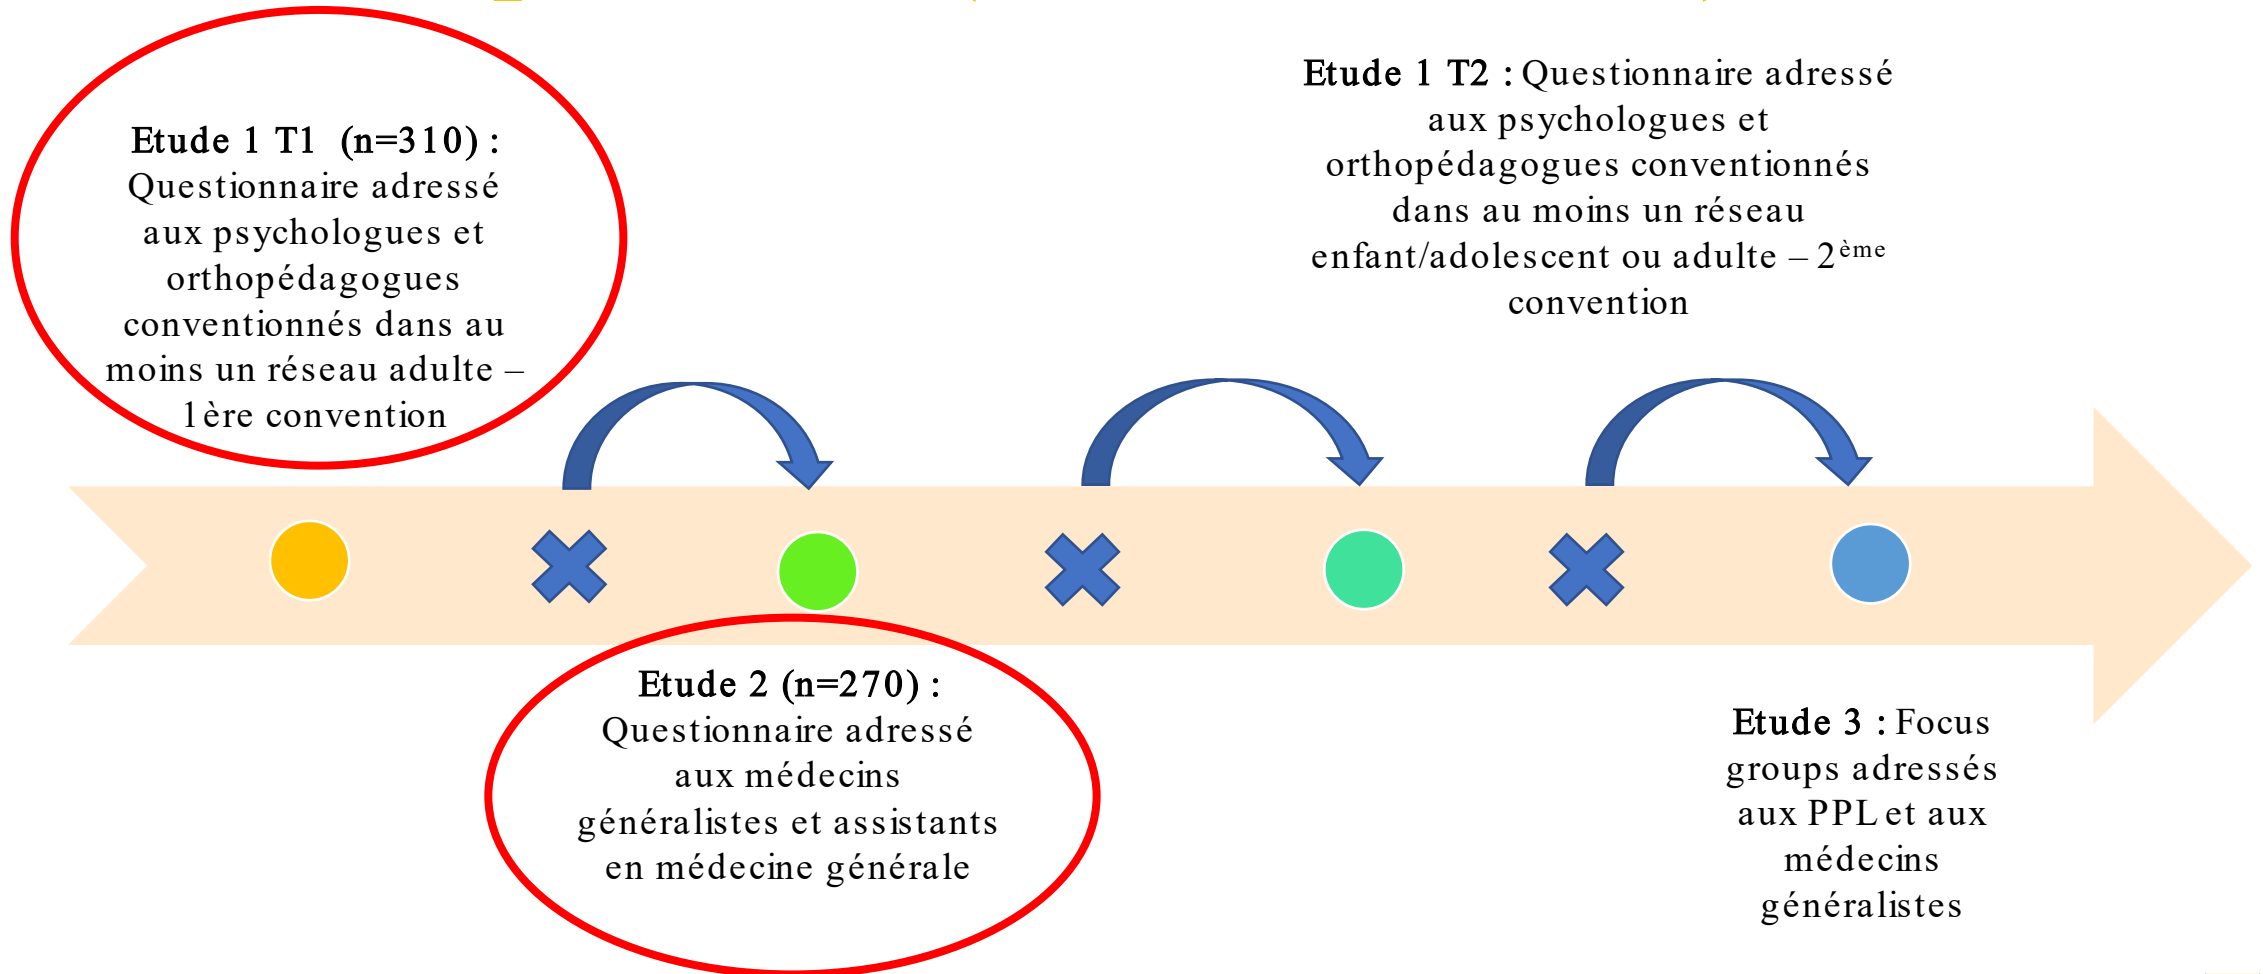 Etude 1 T1 (n=310) :
Questionnaire adressé
aux psychologues et
orthopédagogues
conventionnés dans au
moins un réseau adulte –
1ère convention
Etude 2 (n=270) :
Questionnaire adressé
aux médecins
généralistes et assistants
en médecine générale
Etude 1 T2 : Questionnaire adressé
aux psychologues et
orthopédagogues conventionnés
dans au moins un réseau
enfant/adolescent ou adulte – 2ème
convention
Etude 3 : Focus
groups adressés
aux PPL et aux
médecins
généralistes